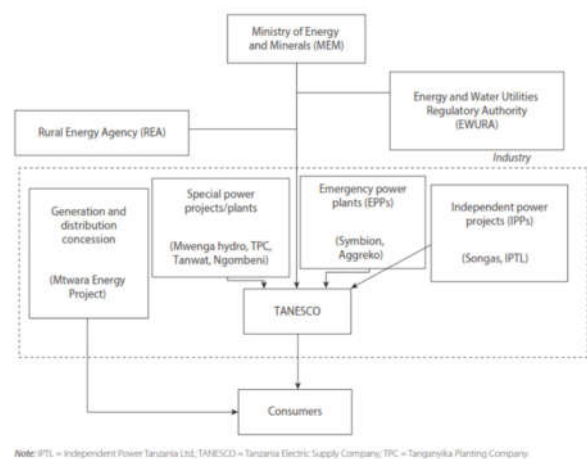 Ministry of Energy
and Minerals (MEM)
Energy and Water Utilities
Regulatory Authority
(EWURA)
Rural Energy Agency (REA)
Industry
Generation and
distribution
concession
(Mtwara Energy
Project)
Special power
projects/plants
(Mwenga hydro, TPC,
Tanwat, Ngombeni)
Emergency power
plants (EPPs)
(Symbion,
Aggreko)
Independent power
projects (IPPs)
(Songas, IPTL)
TANESCO
Consumers
Note: IPTL = Independent Power Tanzania Ltd.; TANESCO = Tanzania Electric Supply Company; TPC = Tanganyika Planting Company.